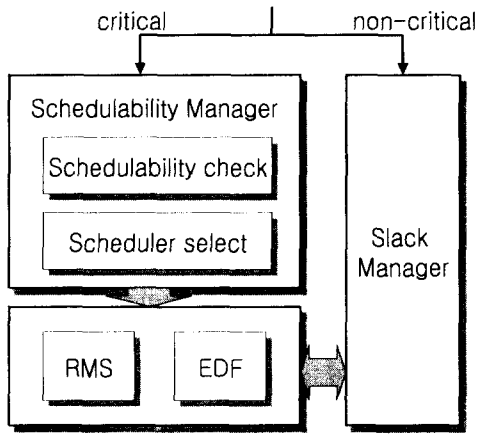 critical
non-critical
Schedulability Manager
Schedulability check
Scheduler select
Slack
Manager
RMS
EDF